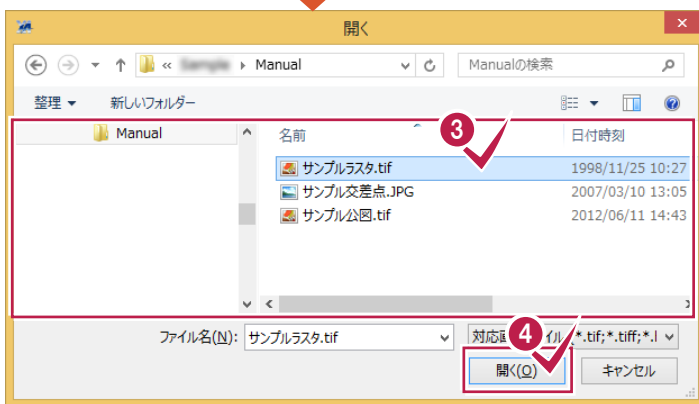 開く
« › Manual
Manualの検索
整理 ▼ 新しいフォルダー
Manual
名前 日付時刻
3
サンプルラスタ.tif 1998/11/25 10:27
サンプル交差点.JPG 2007/03/10 13:05
サンプル公図.tif 2012/06/11 14:43
ファイル名(N): サンプルラスタ.tif
*.tif;*.tiff;*.
4
開く(O) キャンセル